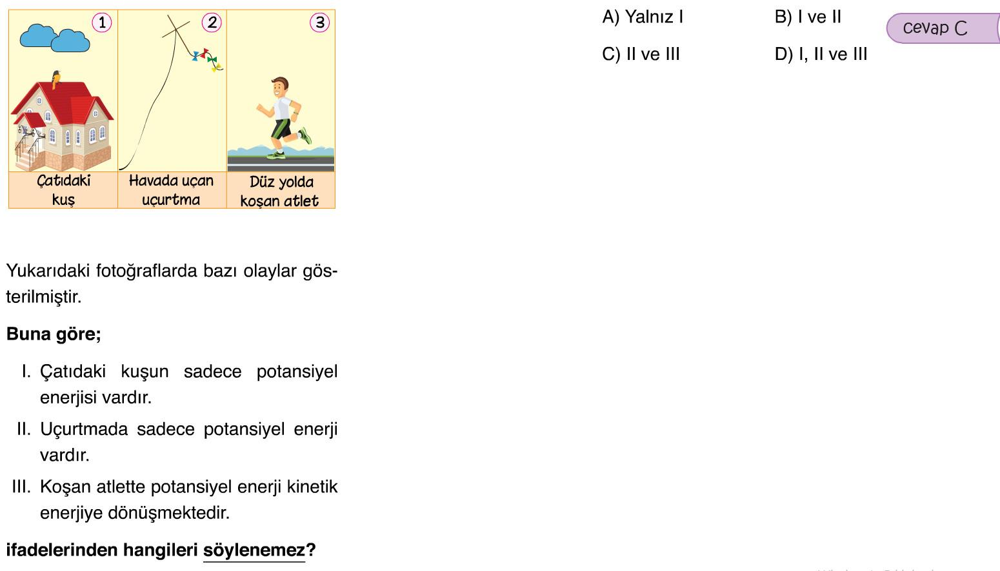 1
2
3
Çatıdaki
kuş
Havada uçan
uçurtma
Düz yolda
koşan atlet
Yukarıdaki fotoğraflarda bazı olaylar gös-
terilmiştir.
Buna göre;
I. Çatıdaki kuşun sadece potansiyel
enerjisi vardır.
II. Uçurtmada sadece potansiyel enerji
vardır.
III. Koşan atlette potansiyel enerji kinetik
enerjiye dönüşmektedir.
ifadelerinden hangileri söylenemez?
A) Yalnız I
B) I ve II
C) II ve III
D) I, II ve III
cevap C